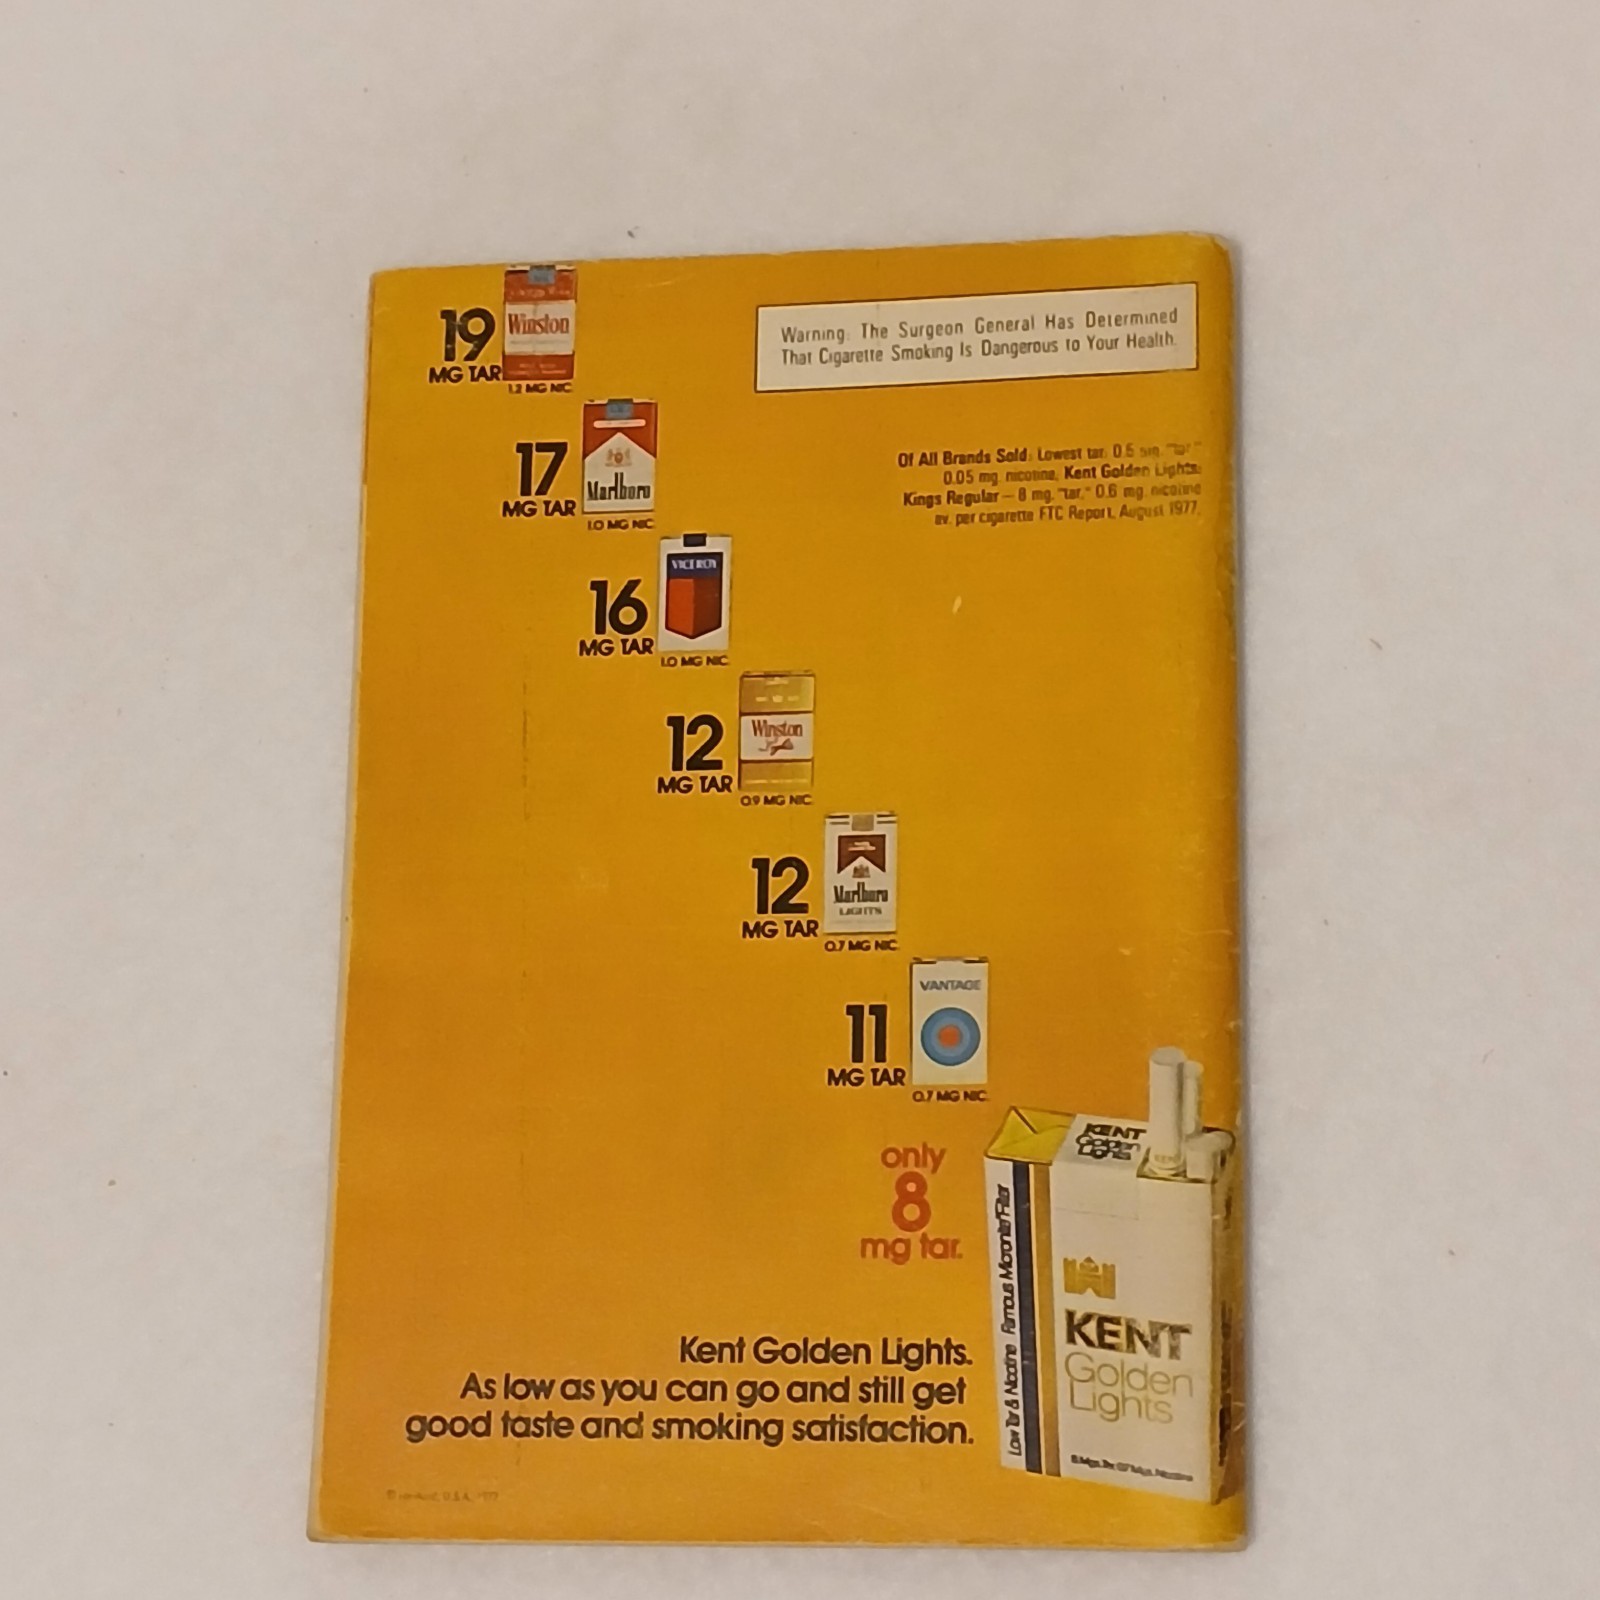 19
MG TAR
Winston
1.2 MG NIC.
Warning: The Surgeon General Has Determined
That Cigarette Smoking Is Dangerous to Your Health.
17
MG TAR
Marlboro
1.0 MG NIC.
Of All Brands Sold: Lowest tar: 0.5 mg. "tar,"
0.05 mg. nicotine, Kent Golden Lights:
Kings Regular — 8 mg. "tar," 0.6 mg. nicotine
av. per cigarette FTC Report, August 1977.
16
MG TAR
VICEROY
1.0 MG NIC.
12
MG TAR
Winston
0.9 MG NIC.
12
MG TAR
Marlboro
LIGHTS
0.7 MG NIC.
11
MG TAR
VANTAGE
0.7 MG NIC.
only
8
mg tar.
KENT
Golden
Lights
Low Tar & Nicotine Famous Micronite Filter
KENT
Golden
Lights
Kent Golden Lights.
As low as you can go and still get
good taste and smoking satisfaction.